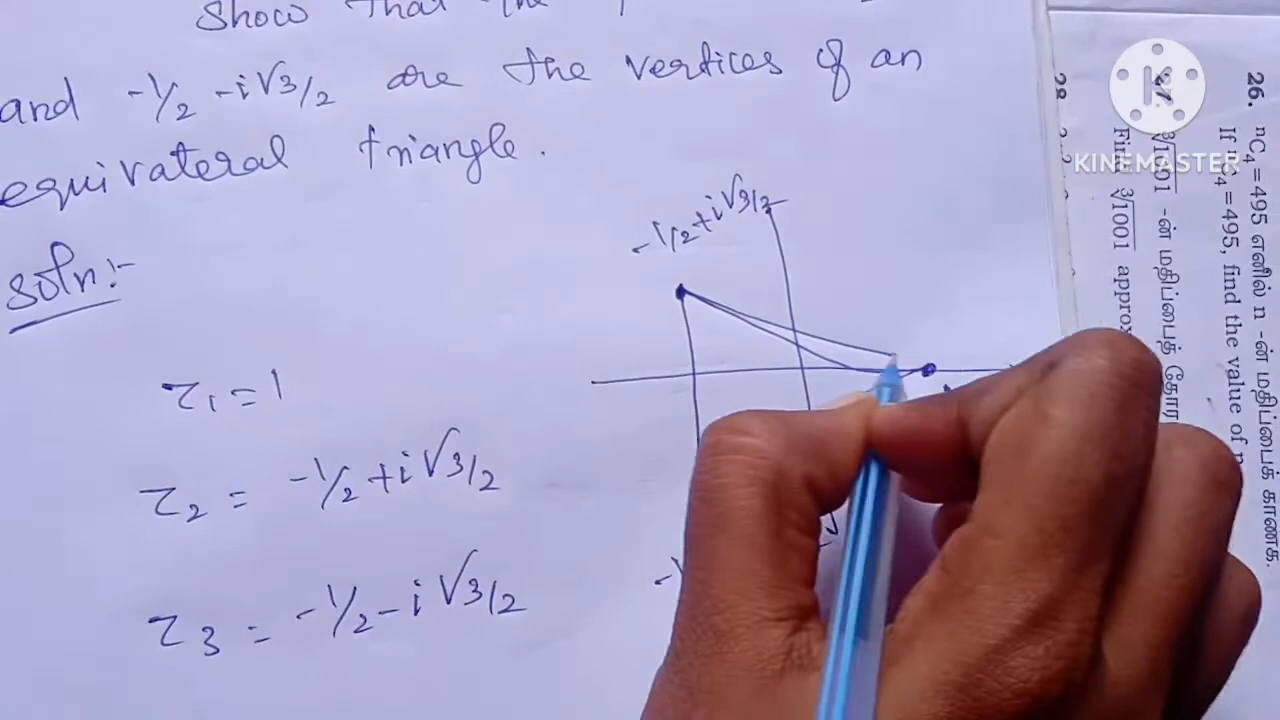 Show that the
and -1/2 - i√3/2 are the vertices of an
equivateral triangle.
Soln:-
z₁ = 1
z₂ = -1/2 + i√3/2
z₃ = -1/2 - i√3/2
-1/2 + i√3/2
KINEMASTER
26. ⁿC₄ = 495 எனில் n -ன் மதிப்பைக் காண்க.
If ⁿC₄ = 495, find the value of n
∛1001 -ன் மதிப்பைத்
∛1001 approx
28.